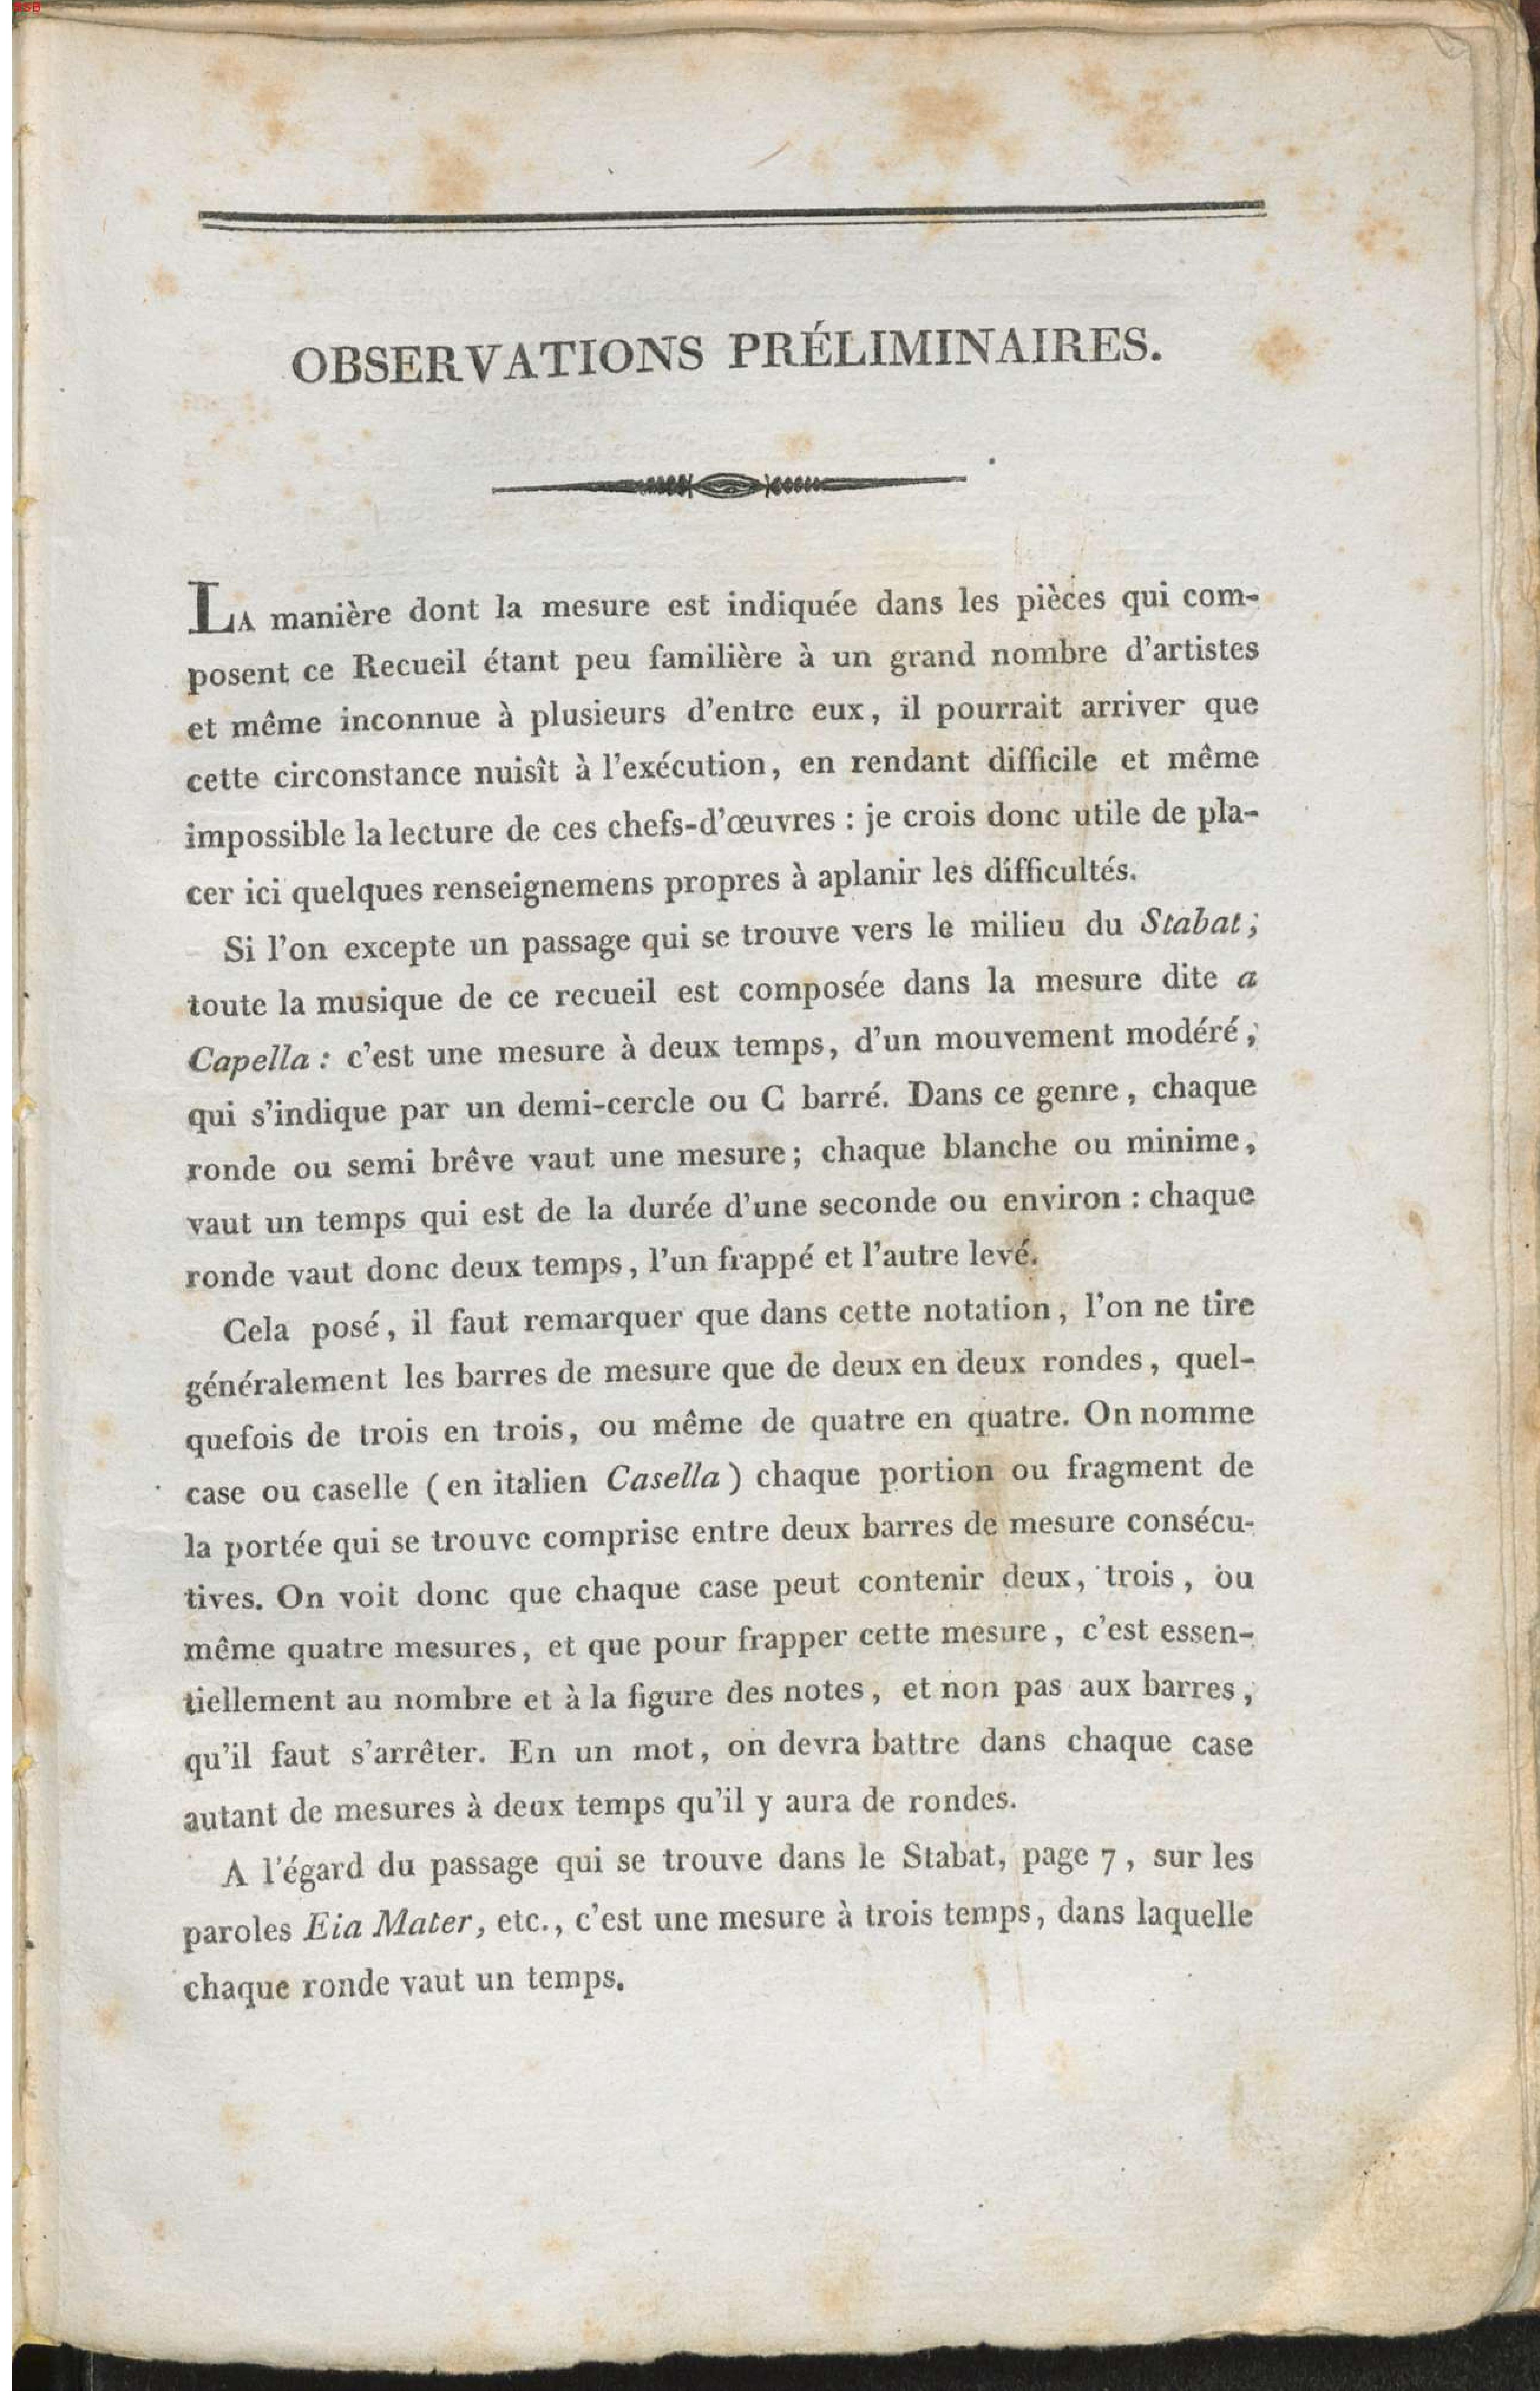 BSB
OBSERVATIONS PRÉLIMINAIRES.
LA manière dont la mesure est indiquée dans les pièces qui com-
posent ce Recueil étant peu familière à un grand nombre d'artistes
et même inconnue à plusieurs d'entre eux, il pourrait arriver que
cette circonstance nuisît à l'exécution, en rendant difficile et même
impossible la lecture de ces chefs-d'œuvres : je crois donc utile de pla-
cer ici quelques renseignemens propres à aplanir les difficultés.
Si l'on excepte un passage qui se trouve vers le milieu du Stabat,
toute la musique de ce recueil est composée dans la mesure dite a
Capella : c'est une mesure à deux temps, d'un mouvement modéré,
qui s'indique par un demi-cercle ou C barré. Dans ce genre, chaque
ronde ou semi brêve vaut une mesure; chaque blanche ou minime,
vaut un temps qui est de la durée d'une seconde ou environ : chaque
ronde vaut donc deux temps, l'un frappé et l'autre levé.
Cela posé, il faut remarquer que dans cette notation, l'on ne tire
généralement les barres de mesure que de deux en deux rondes, quel-
quefois de trois en trois, ou même de quatre en quatre. On nomme
case ou caselle (en italien Casella) chaque portion ou fragment de
la portée qui se trouve comprise entre deux barres de mesure consécu-
tives. On voit donc que chaque case peut contenir deux, trois, ou
même quatre mesures, et que pour frapper cette mesure, c'est essen-
tiellement au nombre et à la figure des notes, et non pas aux barres,
qu'il faut s'arrêter. En un mot, on devra battre dans chaque case
autant de mesures à deux temps qu'il y aura de rondes.
A l'égard du passage qui se trouve dans le Stabat, page 7, sur les
paroles Eia Mater, etc., c'est une mesure à trois temps, dans laquelle
chaque ronde vaut un temps.